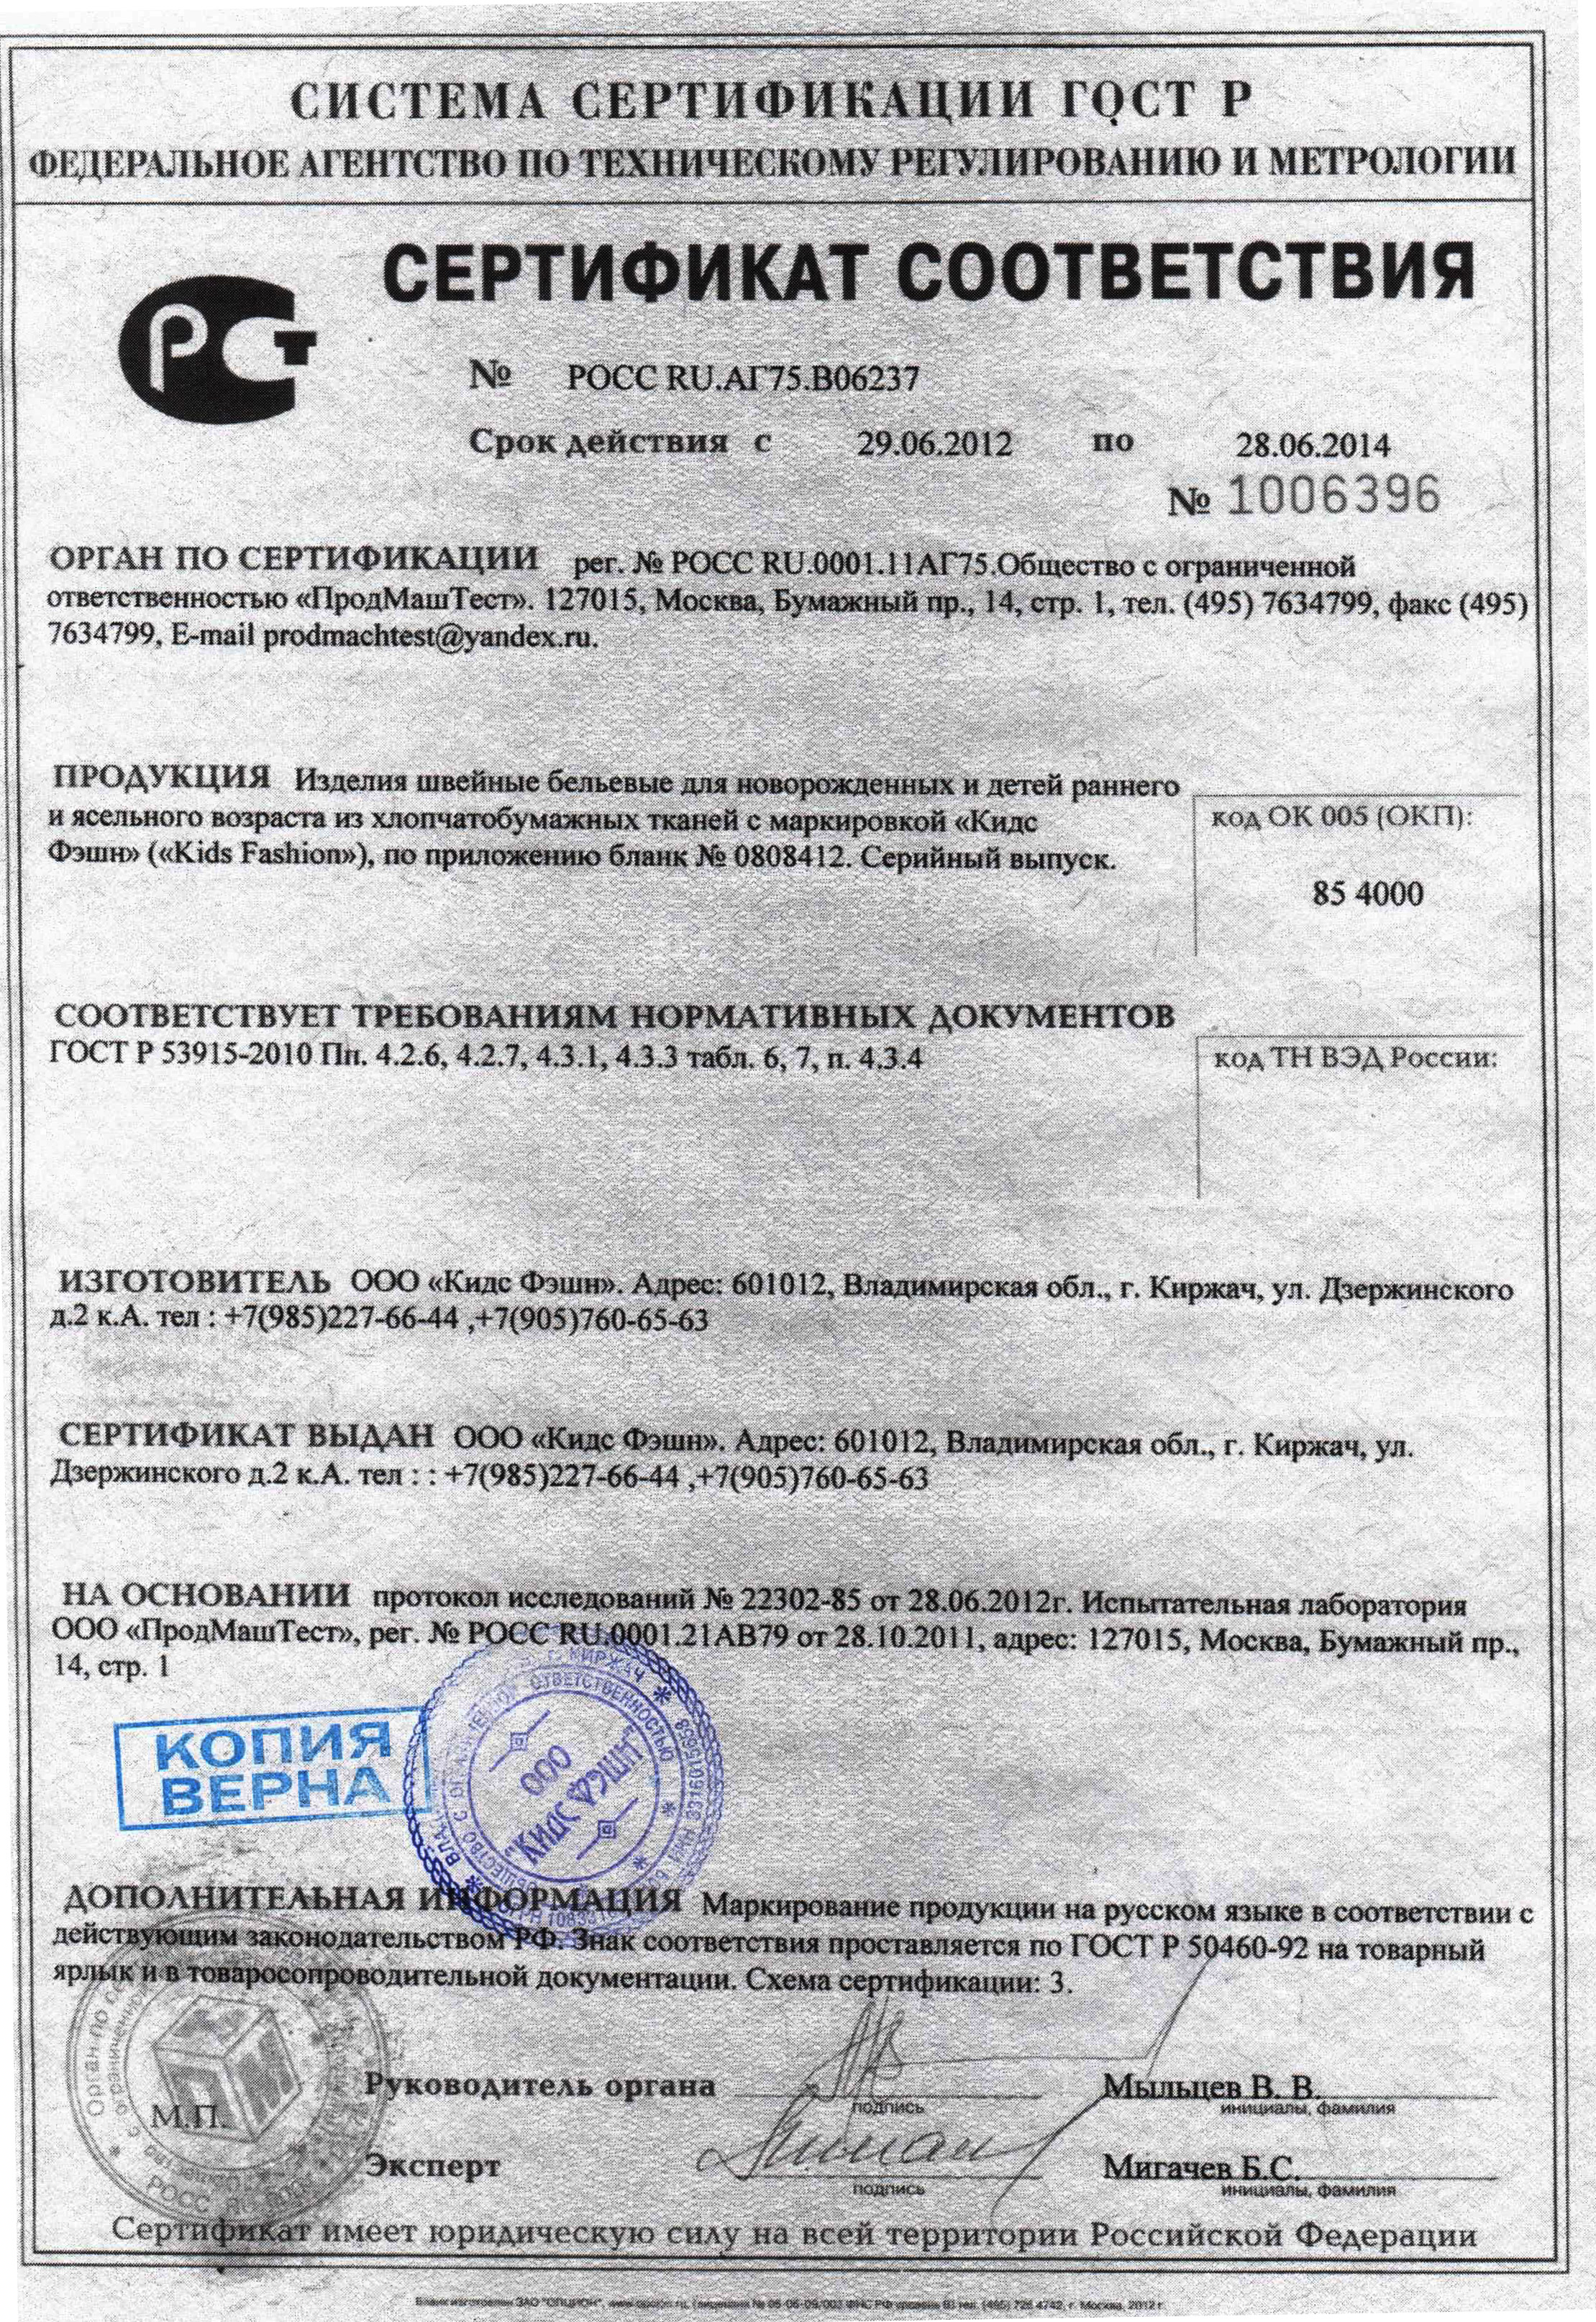 СИСТЕМА СЕРТИФИКАЦИИ ГОСТ Р
ФЕДЕРАЛЬНОЕ АГЕНТСТВО ПО ТЕХНИЧЕСКОМУ РЕГУЛИРОВАНИЮ И МЕТРОЛОГИИ
СЕРТИФИКАТ СООТВЕТСТВИЯ
РСТ
№ РОСС RU.АГ75.В06237
Срок действия с 29.06.2012 по 28.06.2014
№ 1006396
ОРГАН ПО СЕРТИФИКАЦИИ рег. № РОСС RU.0001.11АГ75.Общество с ограниченной
ответственностью «ПродМашТест». 127015, Москва, Бумажный пр., 14, стр. 1, тел. (495) 7634799, факс (495)
7634799, E-mail prodmachtest@yandex.ru.
ПРОДУКЦИЯ Изделия швейные бельевые для новорожденных и детей раннего
и ясельного возраста из хлопчатобумажных тканей с маркировкой «Кидс
Фэшн» («Kids Fashion»), по приложению бланк № 0808412. Серийный выпуск.
код ОК 005 (ОКП):
85 4000
СООТВЕТСТВУЕТ ТРЕБОВАНИЯМ НОРМАТИВНЫХ ДОКУМЕНТОВ
ГОСТ Р 53915-2010 Пп. 4.2.6, 4.2.7, 4.3.1, 4.3.3 табл. 6, 7, п. 4.3.4
код ТН ВЭД России:
ИЗГОТОВИТЕЛЬ ООО «Кидс Фэшн». Адрес: 601012, Владимирская обл., г. Киржач, ул. Дзержинского
д.2 к.А. тел : +7(985)227-66-44 ,+7(905)760-65-63
СЕРТИФИКАТ ВЫДАН ООО «Кидс Фэшн». Адрес: 601012, Владимирская обл., г. Киржач, ул.
Дзержинского д.2 к.А. тел : : +7(985)227-66-44 ,+7(905)760-65-63
НА ОСНОВАНИИ протокол исследований № 22302-85 от 28.06.2012г. Испытательная лаборатория
ООО «ПродМашТест», рег. № РОСС RU.0001.21АВ79 от 28.10.2011, адрес: 127015, Москва, Бумажный пр.,
14, стр. 1
КОПИЯ
ВЕРНА
Г. КИРЖАЧ
ОБЩЕСТВО С ОТВЕТСТВЕННОСТЬЮ
ООО
"КИДС ФЭШН"
ДОПОЛНИТЕЛЬНАЯ ИНФОРМАЦИЯ Маркирование продукции на русском языке в соответствии с
действующим законодательством РФ. Знак соответствия проставляется по ГОСТ Р 50460-92 на товарный
ярлык и в товаросопроводительной документации. Схема сертификации: 3.
М.П.
Руководитель органа
подпись
Мыльцев В. В.
инициалы, фамилия
Эксперт
подпись
Мигачев Б.С.
инициалы, фамилия
Сертификат имеет юридическую силу на всей территории Российской Федерации